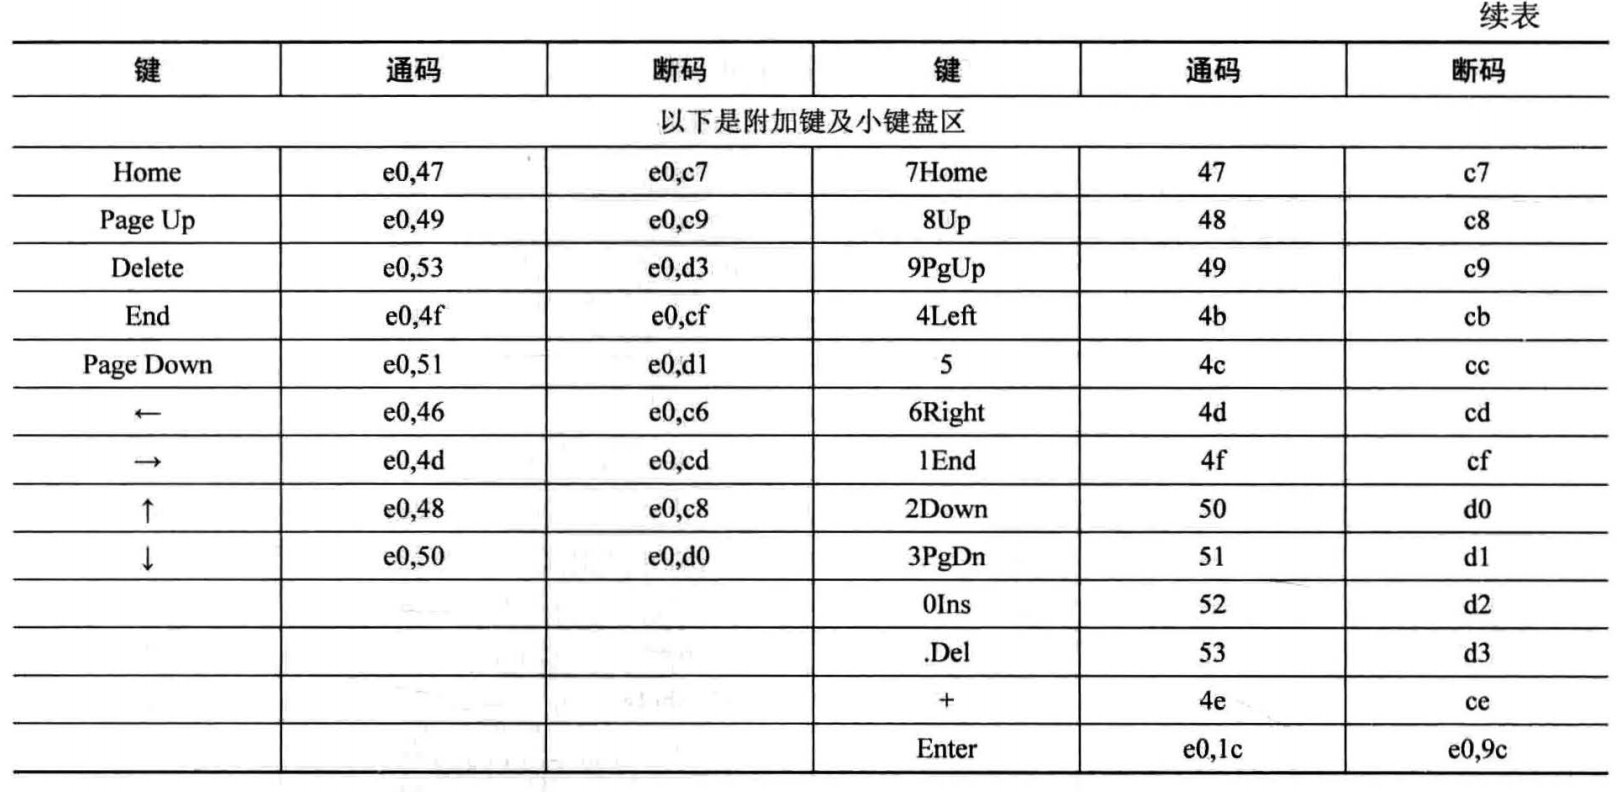 续表
键 通码 断码 键 通码 断码
以下是附加键及小键盘区
Home e0,47 e0,c7 7Home 47 c7
Page Up e0,49 e0,c9 8Up 48 c8
Delete e0,53 e0,d3 9PgUp 49 c9
End e0,4f e0,cf 4Left 4b cb
Page Down e0,51 e0,d1 5 4c cc
← e0,46 e0,c6 6Right 4d cd
→ e0,4d e0,cd 1End 4f cf
↑ e0,48 e0,c8 2Down 50 d0
↓ e0,50 e0,d0 3PgDn 51 d1
0Ins 52 d2
.Del 53 d3
+ 4e ce
Enter e0,1c e0,9c